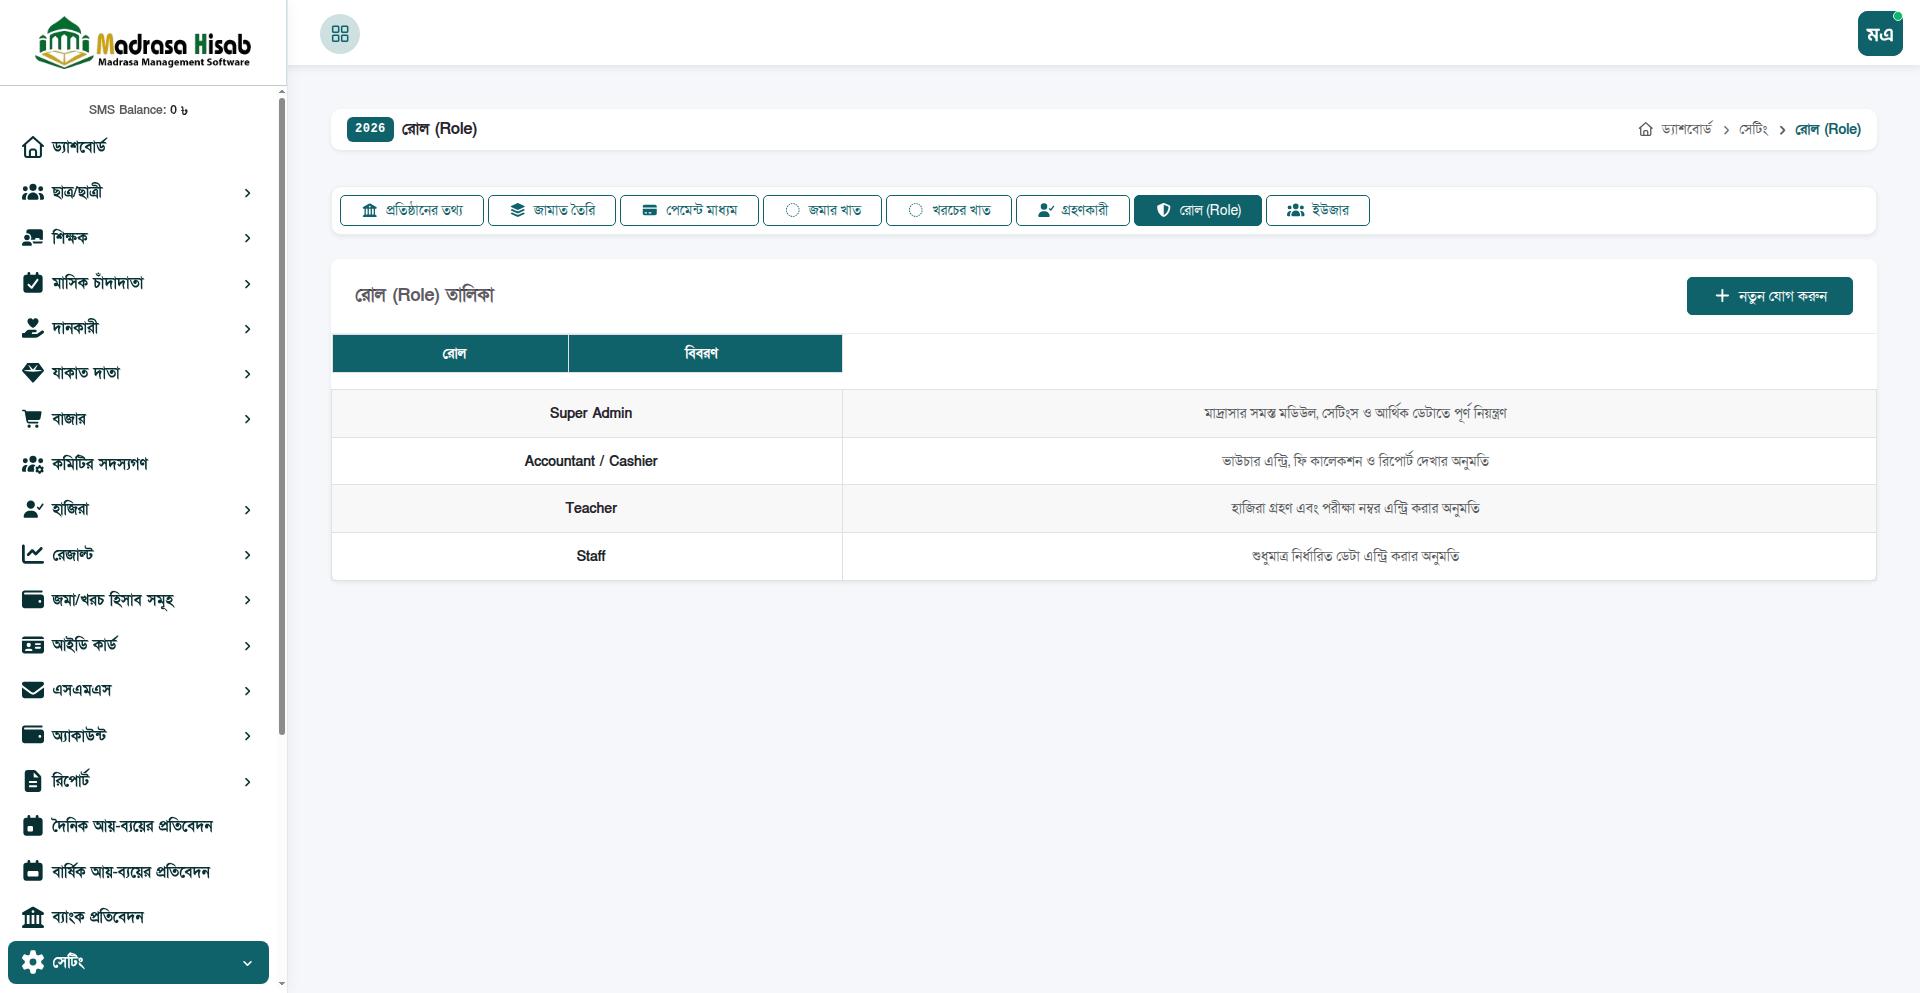 Madrasa Hisab
Madrasa Management Software
মএ
SMS Balance: 0 ৳
ড্যাশবোর্ড
ছাত্র/ছাত্রী
শিক্ষক
মাসিক চাঁদাদাতা
দানকারী
যাকাত দাতা
বাজার
কমিটির সদস্যগণ
হাজিরা
রেজাল্ট
জমা/খরচ হিসাব সমূহ
আইডি কার্ড
এসএমএস
অ্যাকাউন্ট
রিপোর্ট
দৈনিক আয়-ব্যয়ের প্রতিবেদন
বার্ষিক আয়-ব্যয়ের প্রতিবেদন
ব্যাংক প্রতিবেদন
সেটিং
2026 রোল (Role)
ড্যাশবোর্ড > সেটিং > রোল (Role)
প্রতিষ্ঠানের তথ্য জামাত তৈরি পেমেন্ট মাধ্যম জমার খাত খরচের খাত গ্রহণকারী রোল (Role) ইউজার
রোল (Role) তালিকা
নতুন যোগ করুন
রোল বিবরণ
Super Admin মাদ্রাসার সমস্ত মডিউল, সেটিংস ও আর্থিক ডেটাতে পূর্ণ নিয়ন্ত্রণ
Accountant / Cashier ভাউচার এন্ট্রি, ফি কালেকশন ও রিপোর্ট দেখার অনুমতি
Teacher হাজিরা গ্রহণ এবং পরীক্ষা নম্বর এন্ট্রি করার অনুমতি
Staff শুধুমাত্র নির্ধারিত ডেটা এন্ট্রি করার অনুমতি